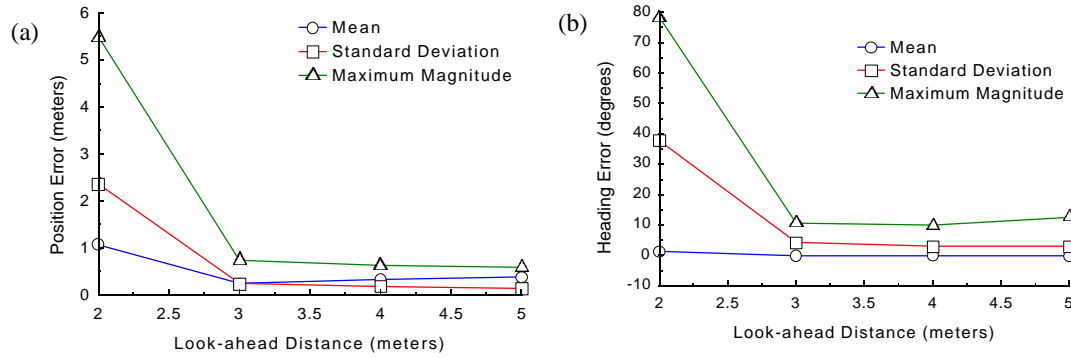 (a)
6
5
4
3
2
1
0
Position Error (meters)
Mean
Standard Deviation
Maximum Magnitude
2 2.5 3 3.5 4 4.5 5
Look-ahead Distance (meters)
(b)
80
70
60
50
40
30
20
10
0
-10
Heading Error (degrees)
Mean
Standard Deviation
Maximum Magnitude
2 2.5 3 3.5 4 4.5 5
Look-ahead Distance (meters)